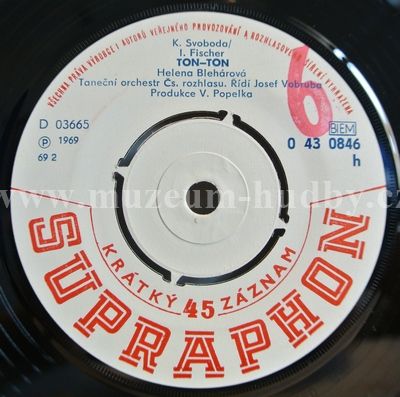 VŠECHNA PRÁVA VÝROBCE I AUTORŮ VEŘEJNÉHO PROVOZOVÁNÍ A ROZHLASOVÉHO ŠÍŘENÍ VYHRAZENA
K. Svoboda/
I. Fischer
TON–TON
Helena Blehárová
Taneční orchestr Čs. rozhlasu. Řídí Josef Vobruba
Produkce V. Popelka
6
D 03665
Ⓟ 1969
69 2
BIEM
0 43 0846
h
www.muzeum-hudby.cz
KRÁTKÝ 45 ZÁZNAM
SUPRAPHON